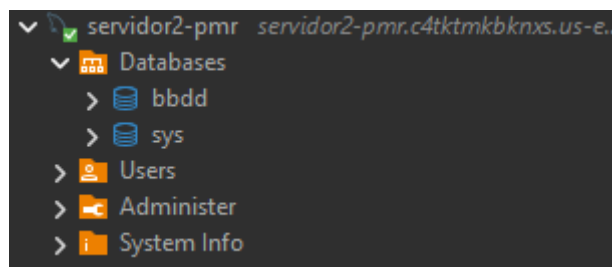 servidor2-pmr servidor2-pmr.c4tktmkbknxs.us-e...
Databases
bbdd
sys
Users
Administer
System Info